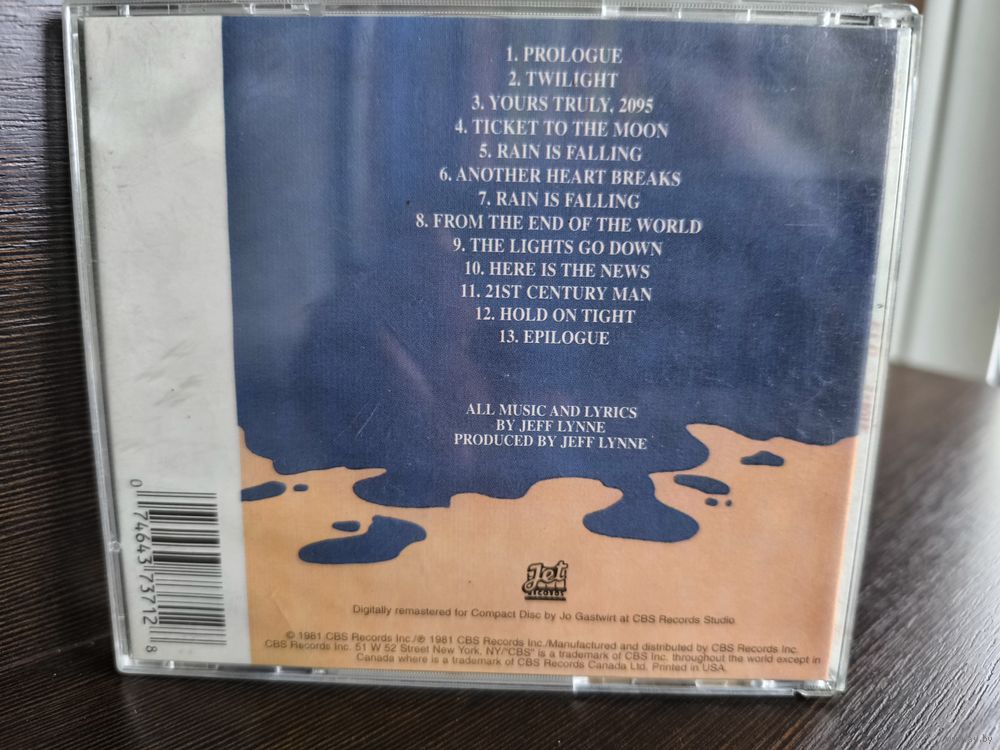 1. PROLOGUE
2. TWILIGHT
3. YOURS TRULY, 2095
4. TICKET TO THE MOON
5. RAIN IS FALLING
6. ANOTHER HEART BREAKS
7. RAIN IS FALLING
8. FROM THE END OF THE WORLD
9. THE LIGHTS GO DOWN
10. HERE IS THE NEWS
11. 21ST CENTURY MAN
12. HOLD ON TIGHT
13. EPILOGUE
ALL MUSIC AND LYRICS
BY JEFF LYNNE
PRODUCED BY JEFF LYNNE
0 74643 73712 8
Jet
RECORDS
Digitally remastered for Compact Disc by Jo Gastwirt at CBS Records Studio
© 1981 CBS Records Inc./℗ 1981 CBS Records Inc./Manufactured and distributed by CBS Records Inc.
CBS Records Inc. 51 W 52 Street New York, NY/"CBS" is a trademark of CBS Inc. throughout the world except in
Canada where is a trademark of CBS Records Canada Ltd. Printed in USA.